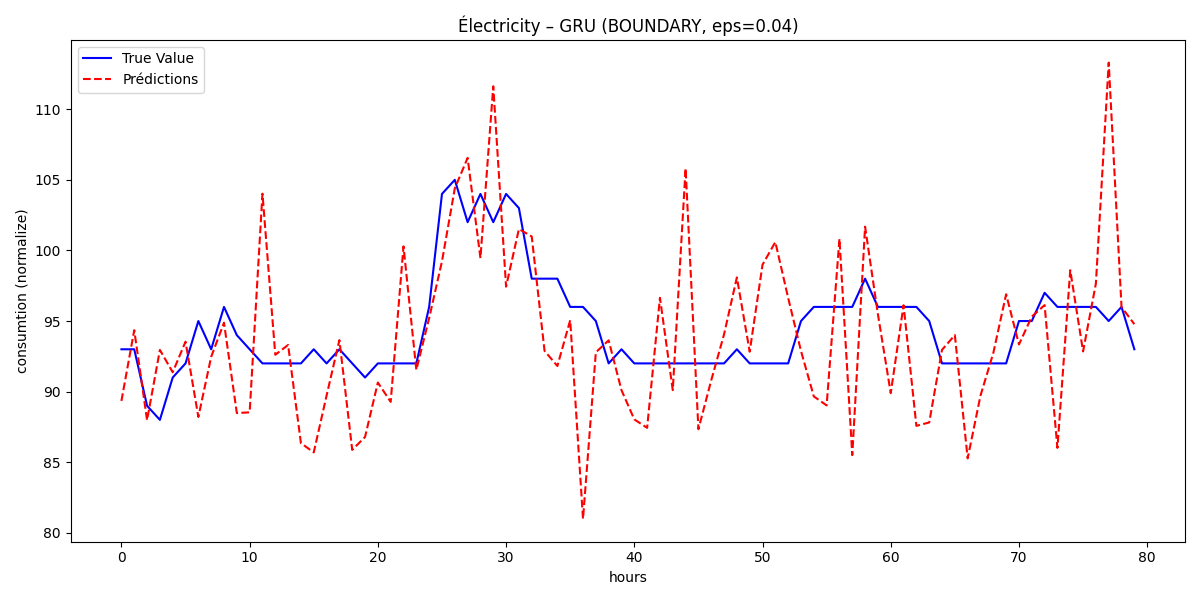 Électricity – GRU (BOUNDARY, eps=0.04)
True Value
Prédictions
consumtion (normalize)
110
105
100
95
90
85
80
0 10 20 30 40 50 60 70 80
hours